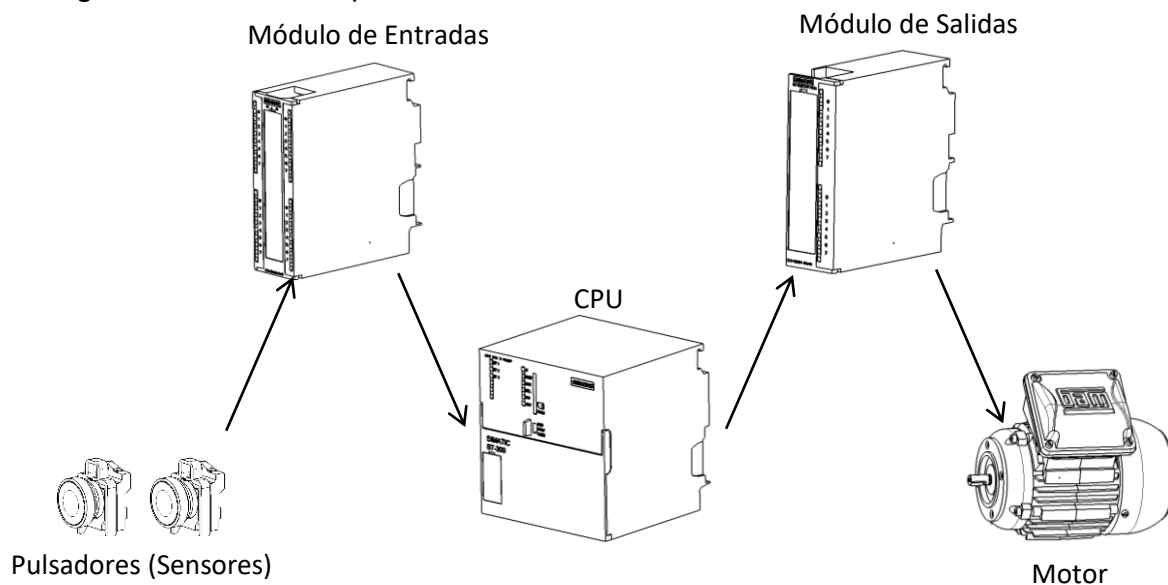 Módulo de Entradas
Módulo de Salidas
CPU
SIMATIC
S7-300
Pulsadores (Sensores)
Motor